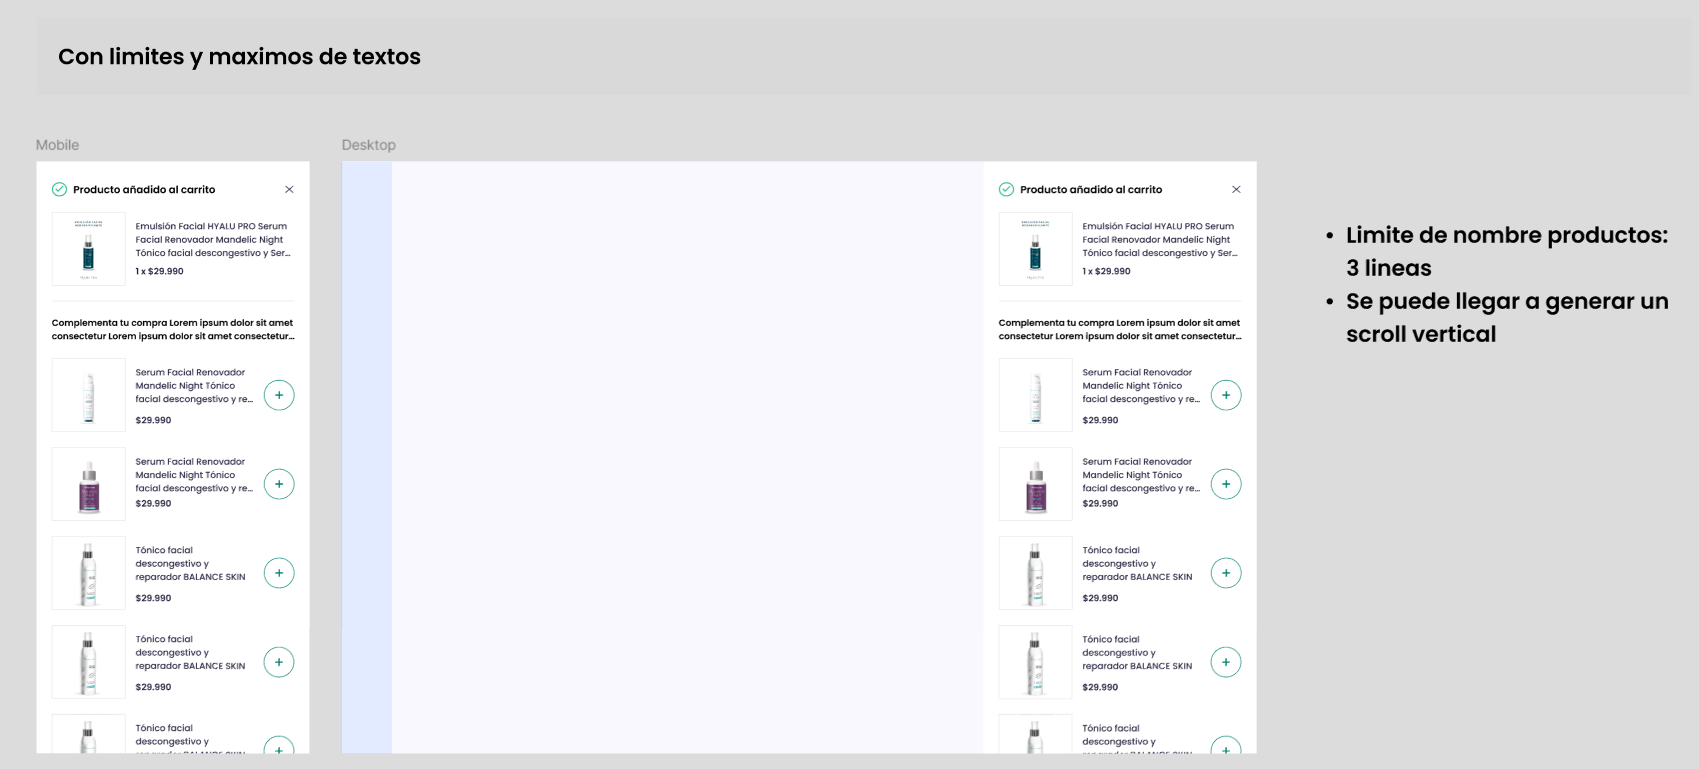 Con limites y maximos de textos
Mobile
Producto añadido al carrito
Emulsión Facial HYALU PRO Serum
Facial Renovador Mandelic Night
Tónico facial descongestivo y Ser...
1 x $29.990
Complementa tu compra Lorem ipsum dolor sit amet
consectetur Lorem ipsum dolor sit amet consectetur...
Serum Facial Renovador
Mandelic Night Tónico
facial descongestivo y re...
$29.990
Serum Facial Renovador
Mandelic Night Tónico
facial descongestivo y re...
$29.990
Tónico facial
descongestivo y
reparador BALANCE SKIN
$29.990
Tónico facial
descongestivo y
reparador BALANCE SKIN
$29.990
Tónico facial
descongestivo y
reparador BALANCE SKIN
Desktop
Producto añadido al carrito
Emulsión Facial HYALU PRO Serum
Facial Renovador Mandelic Night
Tónico facial descongestivo y Ser...
1 x $29.990
Complementa tu compra Lorem ipsum dolor sit amet
consectetur Lorem ipsum dolor sit amet consectetur...
Serum Facial Renovador
Mandelic Night Tónico
facial descongestivo y re...
$29.990
Serum Facial Renovador
Mandelic Night Tónico
facial descongestivo y re...
$29.990
Tónico facial
descongestivo y
reparador BALANCE SKIN
$29.990
Tónico facial
descongestivo y
reparador BALANCE SKIN
$29.990
Tónico facial
descongestivo y
reparador BALANCE SKIN
• Limite de nombre productos:
3 lineas
• Se puede llegar a generar un
scroll vertical